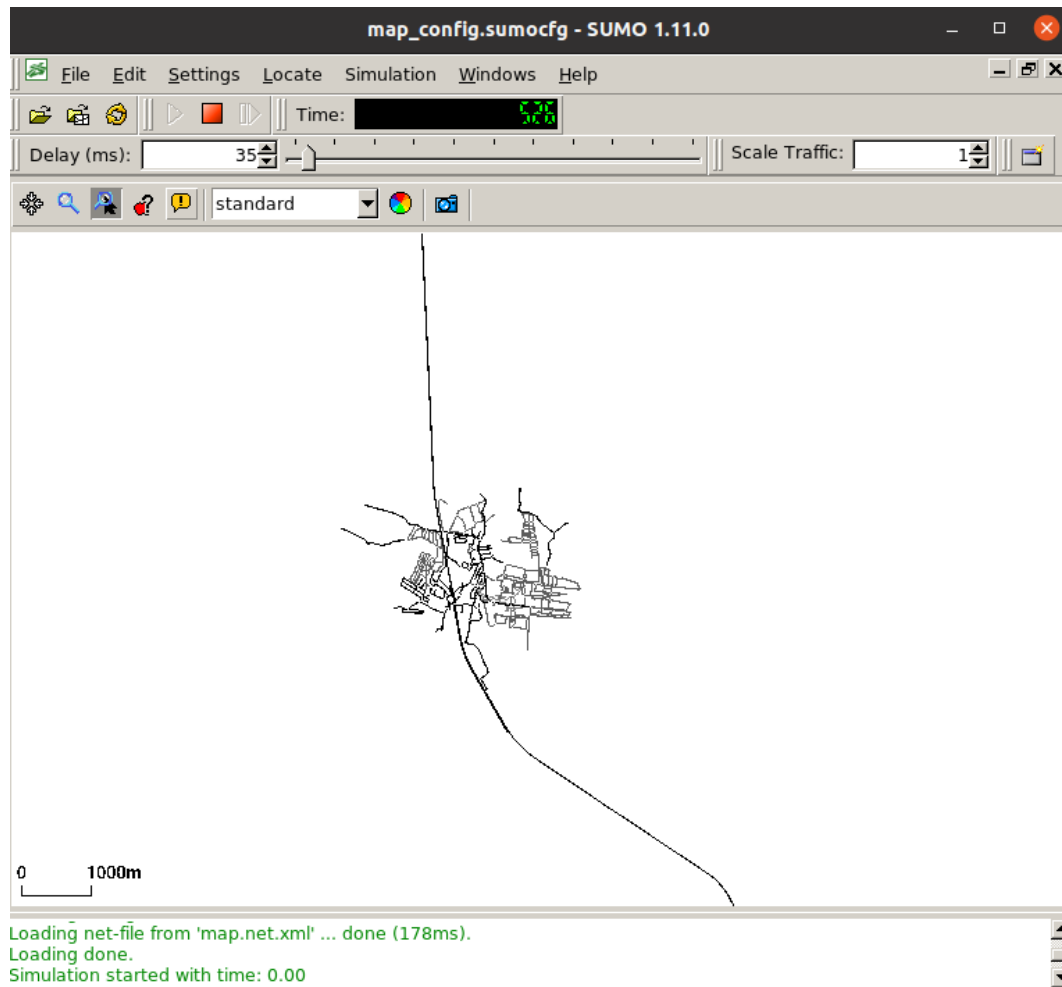 map_config.sumocfg - SUMO 1.11.0
File Edit Settings Locate Simulation Windows Help
Time: 526
Delay (ms): 35 Scale Traffic: 1
standard
0 1000m
Loading net-file from 'map.net.xml' ... done (178ms).
Loading done.
Simulation started with time: 0.00